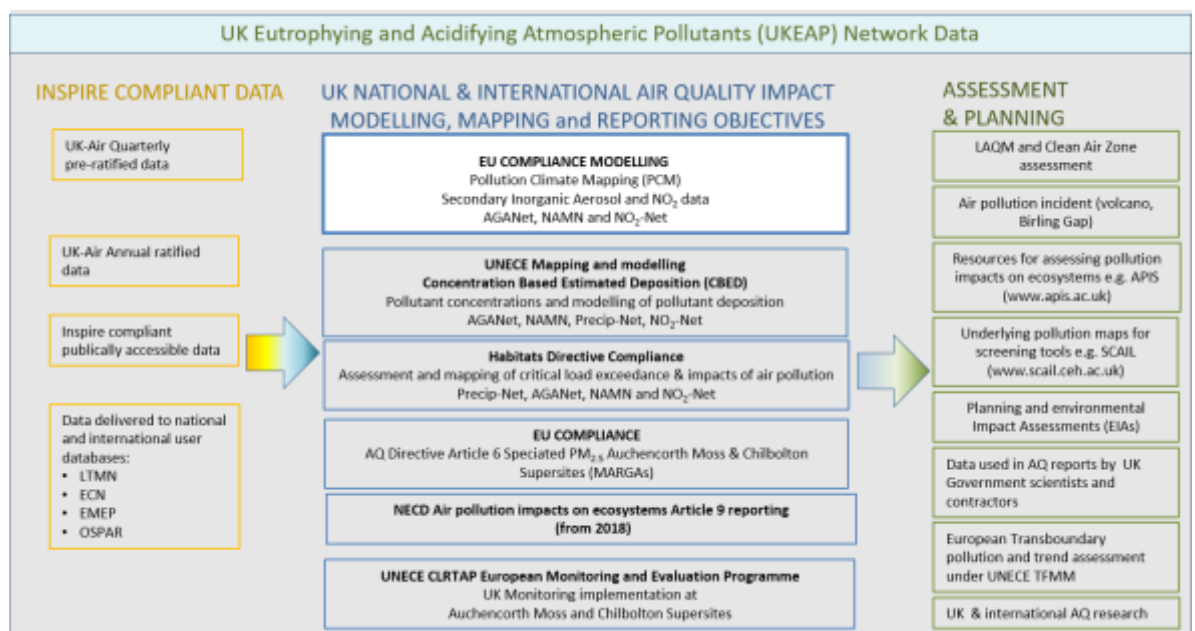 UK Eutrophying and Acidifying Atmospheric Pollutants (UKEAP) Network Data
INSPIRE COMPLIANT DATA
UK-Air Quarterly
pre-ratified data
UK-Air Annual ratified
data
Inspire compliant
publically accessible data
Data delivered to national
and international user
databases:
• LTMN
• ECN
• EMEP
• OSPAR
UK NATIONAL & INTERNATIONAL AIR QUALITY IMPACT
MODELLING, MAPPING and REPORTING OBJECTIVES
EU COMPLIANCE MODELLING
Pollution Climate Mapping (PCM)
Secondary Inorganic Aerosol and NO₂ data
AGANet, NAMN and NO₂-Net
UNECE Mapping and modelling
Concentration Based Estimated Deposition (CBED)
Pollutant concentrations and modelling of pollutant deposition
AGANet, NAMN, Precip-Net, NO₂-Net
Habitats Directive Compliance
Assessment and mapping of critical load exceedance & impacts of air pollution
Precip-Net, AGANet, NAMN and NO₂-Net
EU COMPLIANCE
AQ Directive Article 6 Speciated PM₂.₅ Auchencorth Moss & Chilbolton
Supersites (MARGAs)
NECD Air pollution impacts on ecosystems Article 9 reporting
(from 2018)
UNECE CLRTAP European Monitoring and Evaluation Programme
UK Monitoring implementation at
Auchencorth Moss and Chilbolton Supersites
ASSESSMENT
& PLANNING
LAQM and Clean Air Zone
assessment
Air pollution incident (volcano,
Birling Gap)
Resources for assessing pollution
impacts on ecosystems e.g. APIS
(www.apis.ac.uk)
Underlying pollution maps for
screening tools e.g. SCAIL
(www.scail.ceh.ac.uk)
Planning and environmental
Impact Assessments (EIAs)
Data used in AQ reports by UK
Government scientists and
contractors
European Transboundary
pollution and trend assessment
under UNECE TFMM
UK & international AQ research